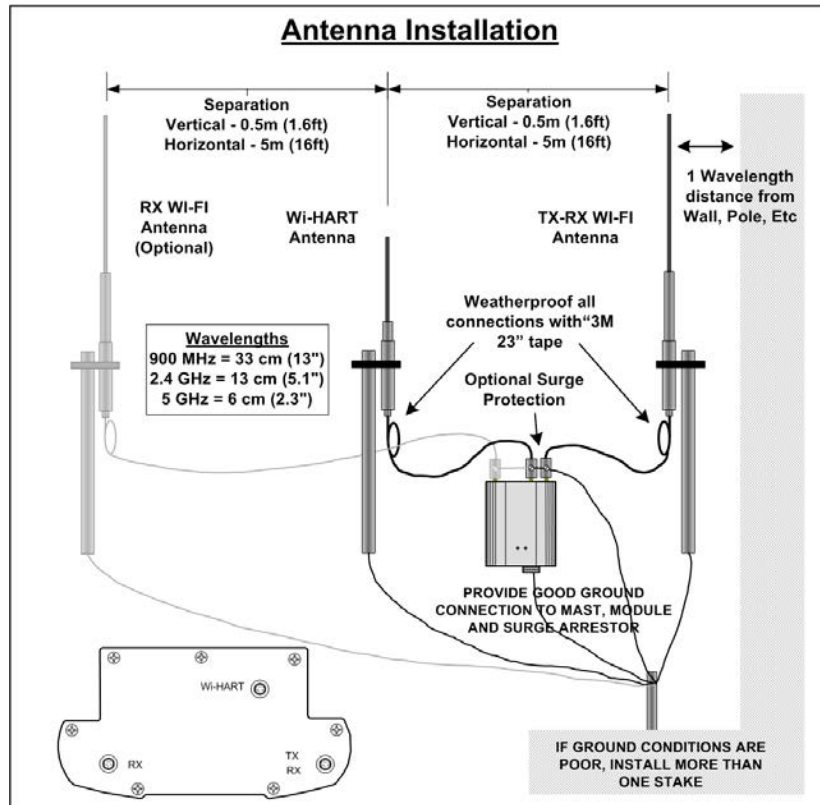 Antenna Installation
Separation
Vertical - 0.5m (1.6ft)
Horizontal - 5m (16ft)
Separation
Vertical - 0.5m (1.6ft)
Horizontal - 5m (16ft)
1 Wavelength
distance from
Wall, Pole, Etc
RX WI-FI
Antenna
(Optional)
Wi-HART
Antenna
TX-RX WI-FI
Antenna
Weatherproof all
connections with“3M
23” tape
Wavelengths
900 MHz = 33 cm (13")
2.4 GHz = 13 cm (5.1")
5 GHz = 6 cm (2.3")
Optional Surge
Protection
PROVIDE GOOD GROUND
CONNECTION TO MAST, MODULE
AND SURGE ARRESTOR
Wi-HART
RX
TX
RX
IF GROUND CONDITIONS ARE
POOR, INSTALL MORE THAN
ONE STAKE